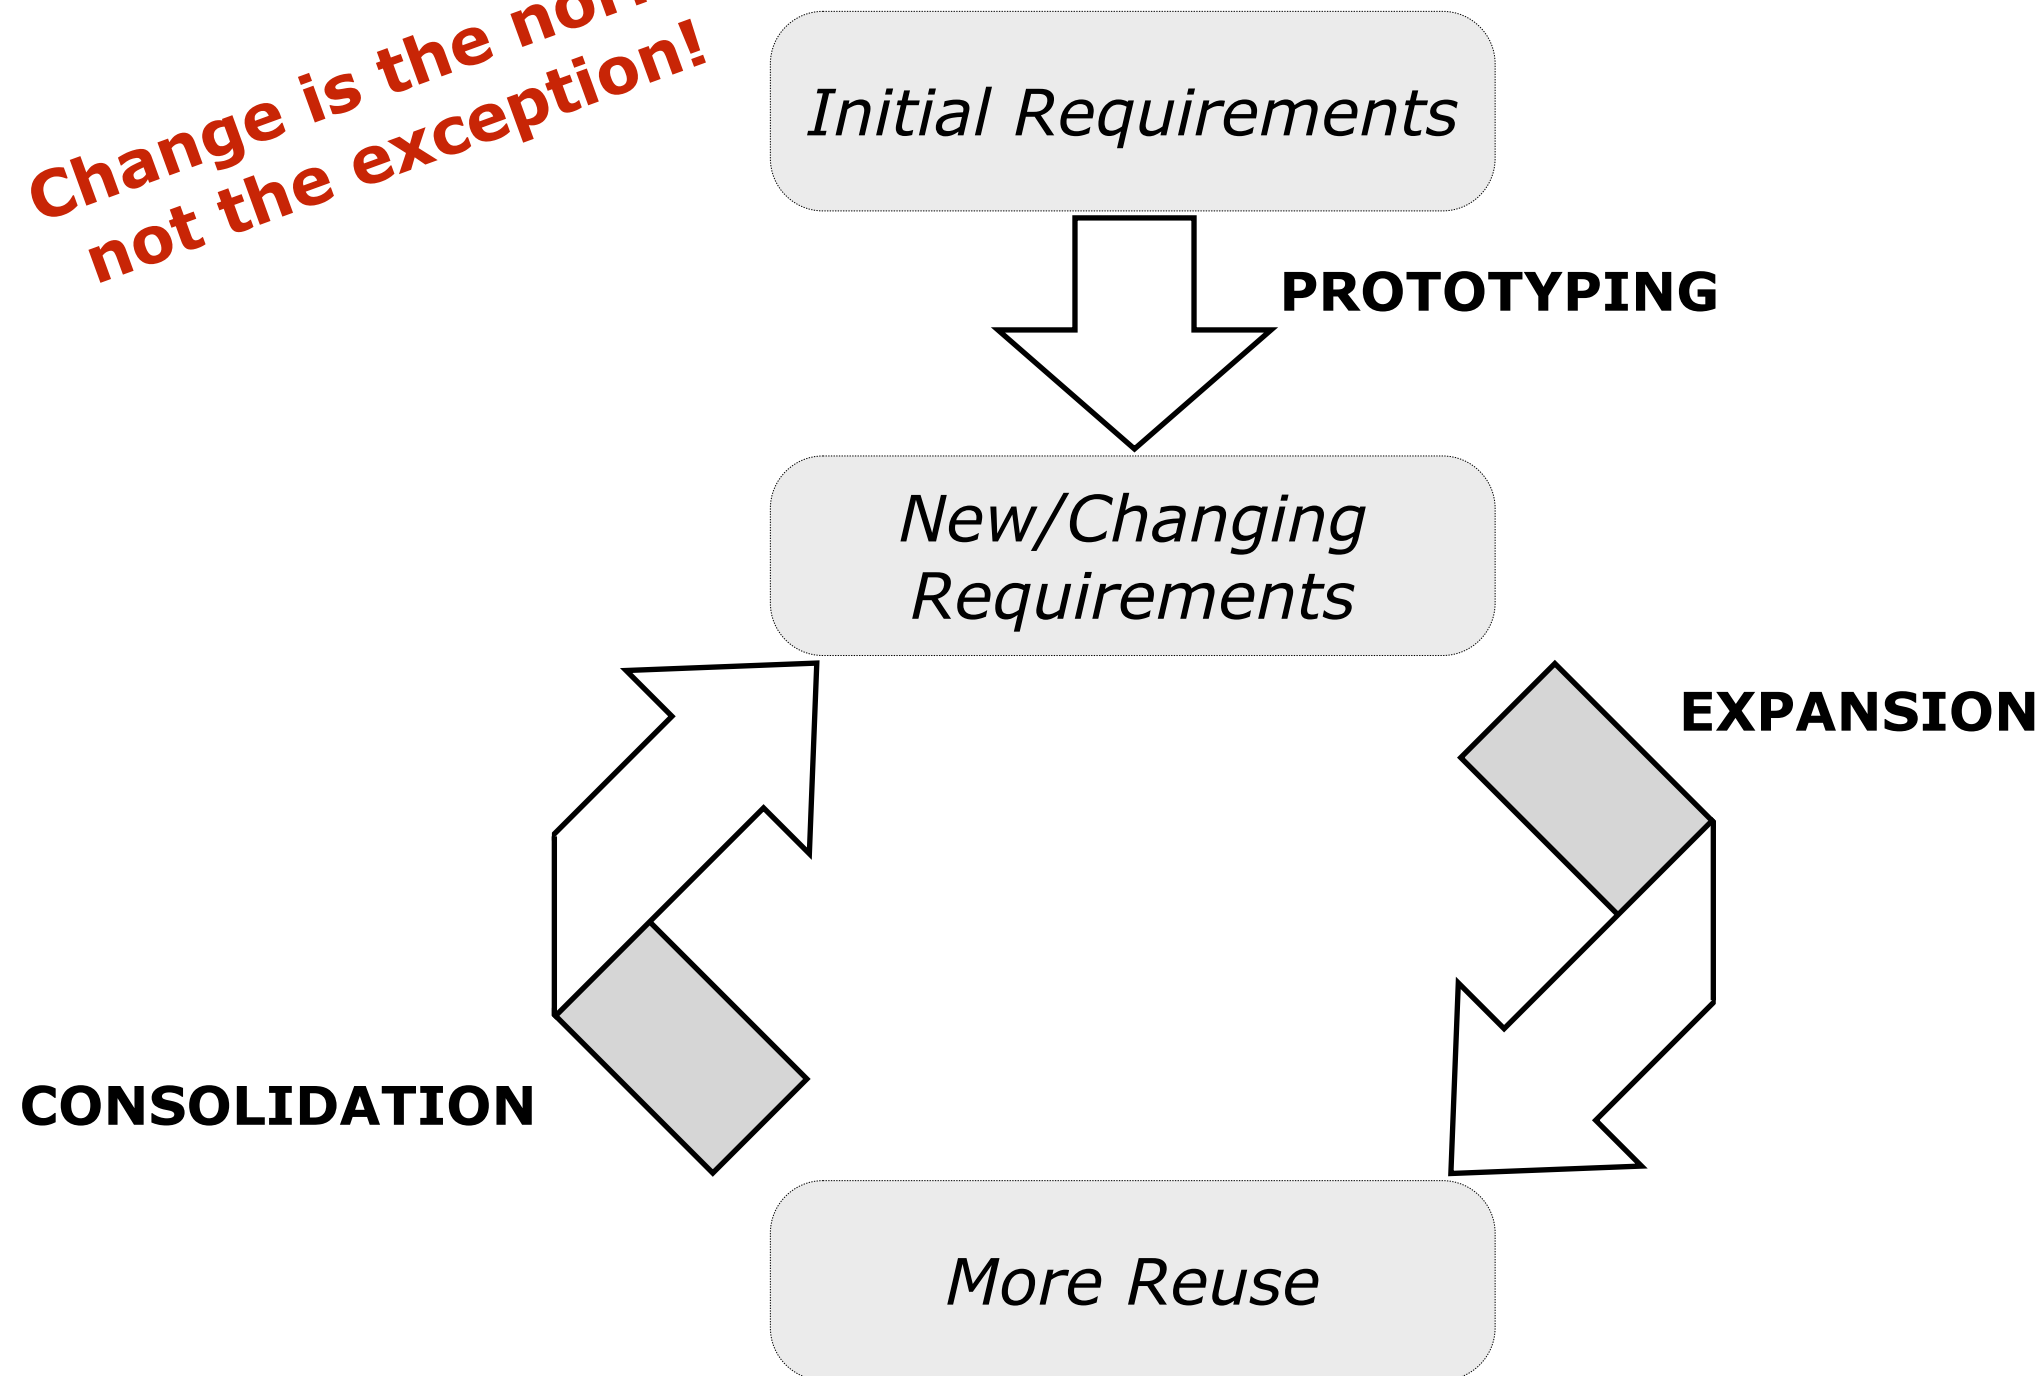 Change is the
not the exception!
Initial Requirements
PROTOTYPING
New/Changing
Requirements
EXPANSION
CONSOLIDATION
More Reuse